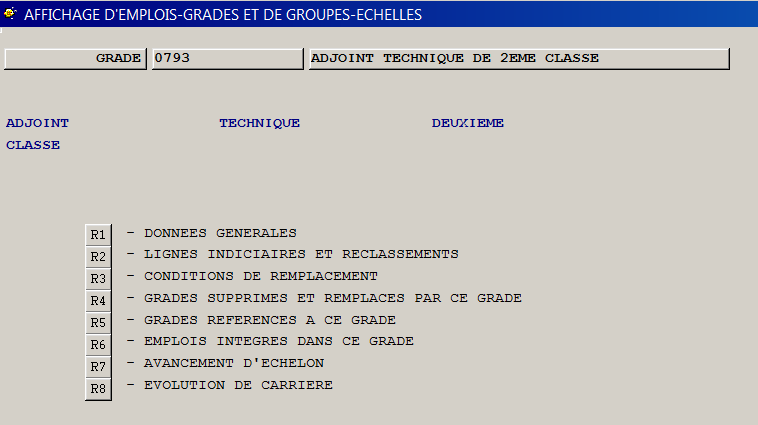 AFFICHAGE D'EMPLOIS-GRADES ET DE GROUPES-ECHELLES
GRADE 0793 ADJOINT TECHNIQUE DE 2EME CLASSE
ADJOINT TECHNIQUE DEUXIEME
CLASSE
R1 - DONNEES GENERALES
R2 - LIGNES INDICIAIRES ET RECLASSEMENTS
R3 - CONDITIONS DE REMPLACEMENT
R4 - GRADES SUPPRIMES ET REMPLACES PAR CE GRADE
R5 - GRADES REFERENCES A CE GRADE
R6 - EMPLOIS INTEGRES DANS CE GRADE
R7 - AVANCEMENT D'ECHELON
R8 - EVOLUTION DE CARRIERE